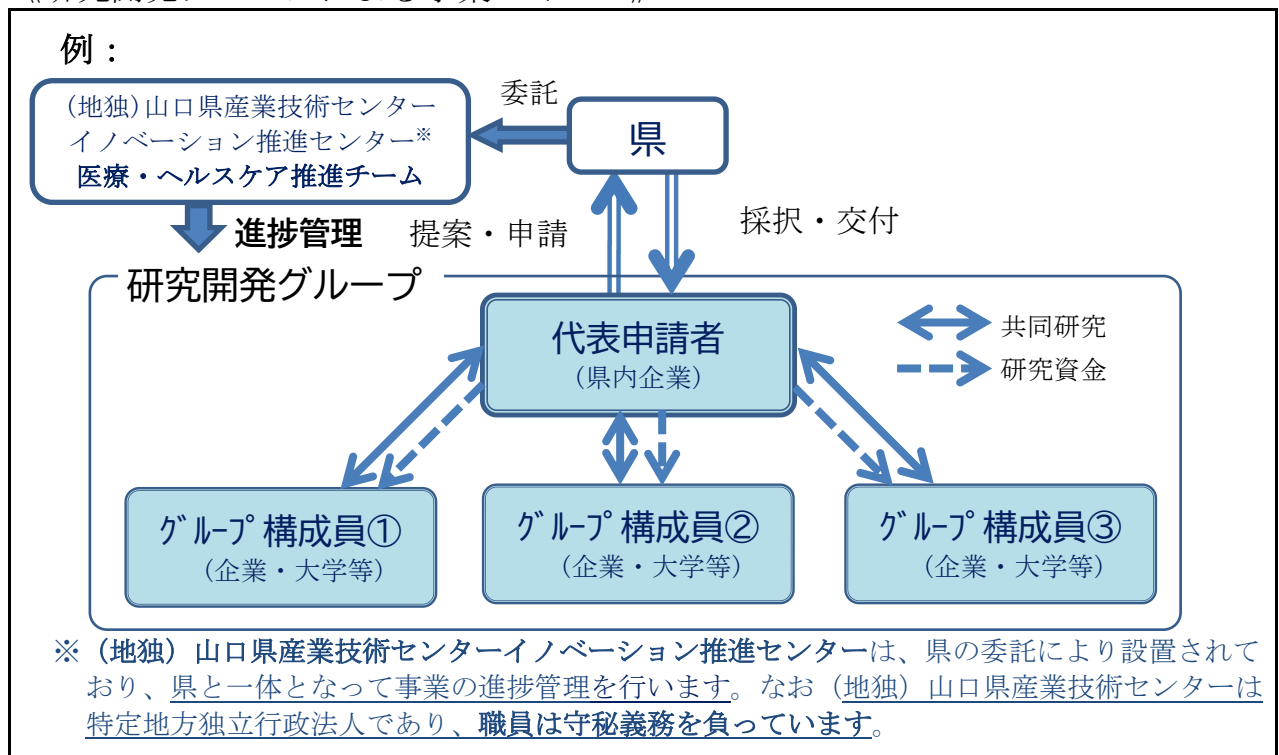 例：
(地独)山口県産業技術センター
イノベーション推進センター※
医療・ヘルスケア推進チーム
委託
県
進捗管理
提案・申請
採択・交付
研究開発グループ
代表申請者
(県内企業)
共同研究
研究資金
ｸﾞﾙｰﾌﾟ構成員①
(企業・大学等)
ｸﾞﾙｰﾌﾟ構成員②
(企業・大学等)
ｸﾞﾙｰﾌﾟ構成員③
(企業・大学等)
※（地独）山口県産業技術センターイノベーション推進センターは、県の委託により設置されて
おり、県と一体となって事業の進捗管理を行います。なお（地独）山口県産業技術センターは
特定地方独立行政法人であり、職員は守秘義務を負っています。